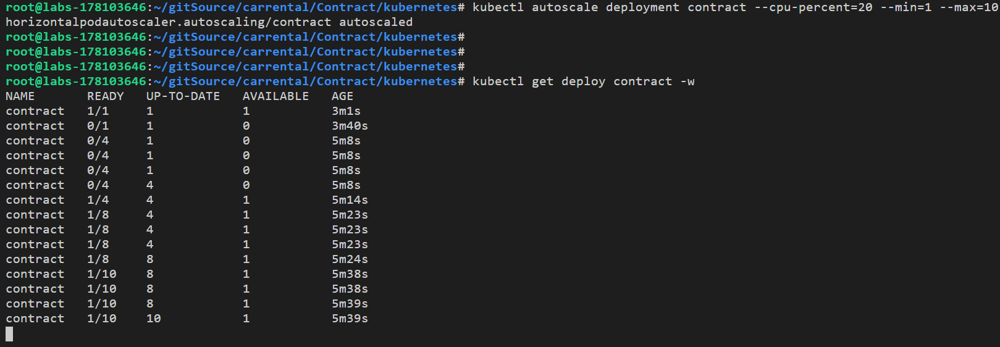 root@labs-178103646:~/gitSource/carrental/Contract/kubernetes# kubectl autoscale deployment contract --cpu-percent=20 --min=1 --max=10
horizontalpodautoscaler.autoscaling/contract autoscaled
root@labs-178103646:~/gitSource/carrental/Contract/kubernetes#
root@labs-178103646:~/gitSource/carrental/Contract/kubernetes#
root@labs-178103646:~/gitSource/carrental/Contract/kubernetes#
root@labs-178103646:~/gitSource/carrental/Contract/kubernetes# kubectl get deploy contract -w
NAME       READY   UP-TO-DATE   AVAILABLE   AGE
contract   1/1     1            1           3m1s
contract   0/1     1            0           3m40s
contract   0/4     1            0           5m8s
contract   0/4     1            0           5m8s
contract   0/4     1            0           5m8s
contract   0/4     4            0           5m8s
contract   1/4     4            1           5m14s
contract   1/8     4            1           5m23s
contract   1/8     4            1           5m23s
contract   1/8     4            1           5m23s
contract   1/8     8            1           5m24s
contract   1/10    8            1           5m38s
contract   1/10    8            1           5m38s
contract   1/10    8            1           5m39s
contract   1/10    10           1           5m39s